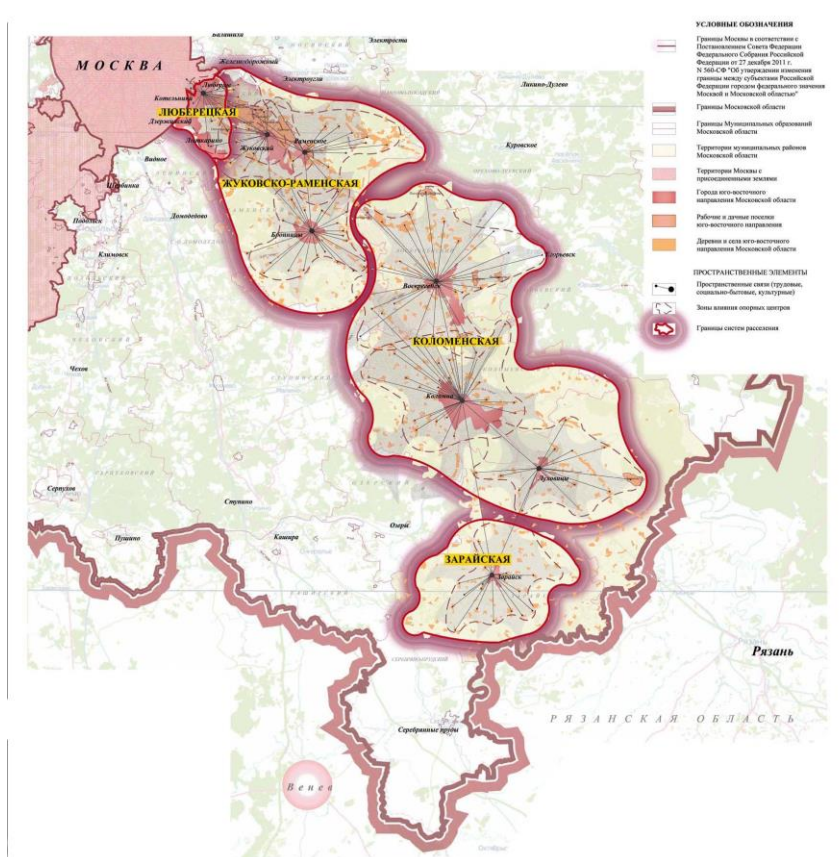 Балашиха
Электроста
МОСКВА
Железнодорожный
Люберцы
Электроугли
Котельники
ЛЮБЕРЕЦКАЯ
Дзержинский
Лыткарино
Жуковский
Раменское
Ликино-Дулево
Куровское
Видное
Щербинка
ЖУКОВСКО-РАМЕНСКАЯ
Подольск
Домодедово
Бронницы
Климовск
Егорьевск
Воскресенск
КОЛОМЕНСКАЯ
Чехов
Коломна
Луховицы
Серпухов
Ступино
Пущино
Кашира
Озеры
ЗАРАЙСКАЯ
Зарайск
Рязань
РЯЗАНСКАЯ ОБЛАСТЬ
Серебряные пруды
Венев
Октябрьс
УСЛОВНЫЕ ОБОЗНАЧЕНИЯ
Границы Москвы в соответствии с
Постановлением Совета Федерации
Федерального Собрания Российской
Федерации от 27 декабря 2011 г.
N 560-СФ "Об утверждении изменения
границы между субъектами Российской
Федерации городом федерального значения
Москвой и Московской областью"
Границы Московской области
Границы Муниципальных образований
Московской области
Территории муниципальных районов
Московской области
Территории Москвы с
присоединенными землями
Города юго-восточного
направления Московской области
Рабочие и дачные поселки
юго-восточного направления
Деревни и села юго-восточного
направления Московской области
ПРОСТРАНСТВЕННЫЕ ЭЛЕМЕНТЫ
Пространственные связи (трудовые,
социально-бытовые, культурные)
Зоны влияния опорных центров
Границы систем расселения